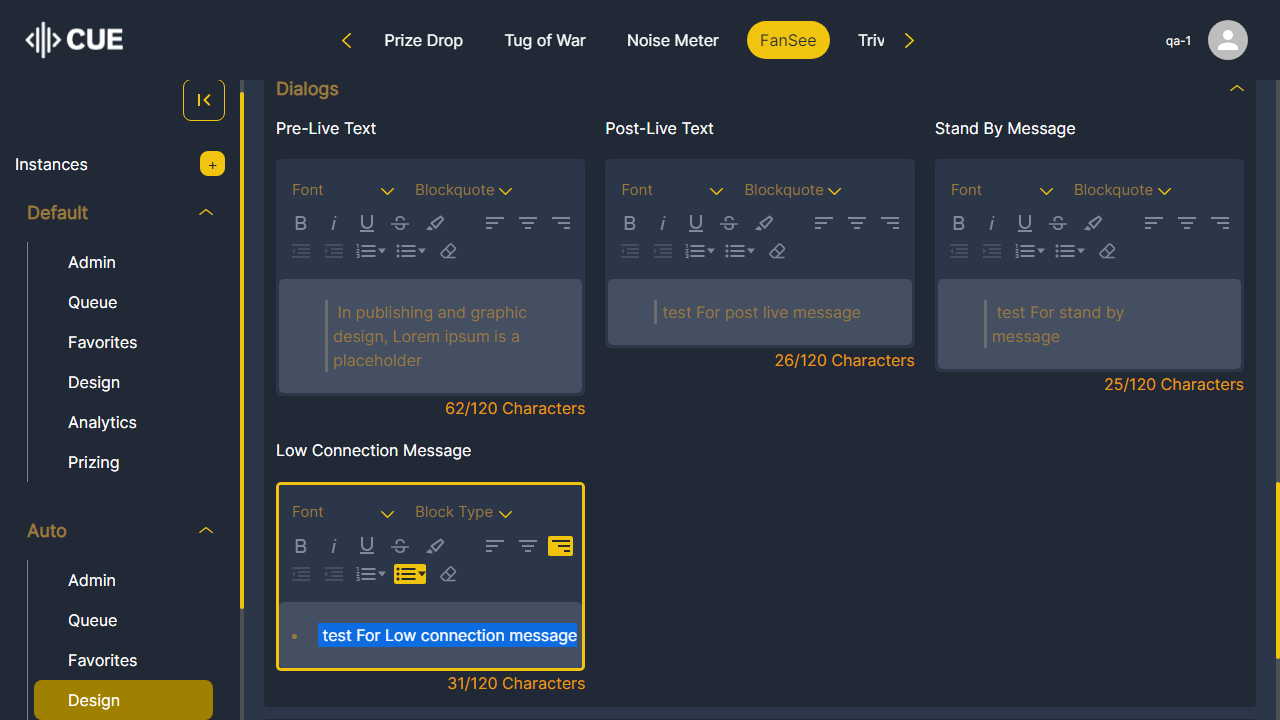 CUE
Prize Drop
Tug of War
Noise Meter
FanSee
Triv
qa-1
Instances
+
Default
Admin
Queue
Favorites
Design
Analytics
Prizing
Auto
Admin
Queue
Favorites
Design
Dialogs
Pre-Live Text
Font
Blockquote
In publishing and graphic
design, Lorem ipsum is a
placeholder
62/120 Characters
Post-Live Text
Font
Blockquote
test For post live message
26/120 Characters
Stand By Message
Font
Blockquote
test For stand by
message
25/120 Characters
Low Connection Message
Font
Block Type
test For Low connection message
31/120 Characters